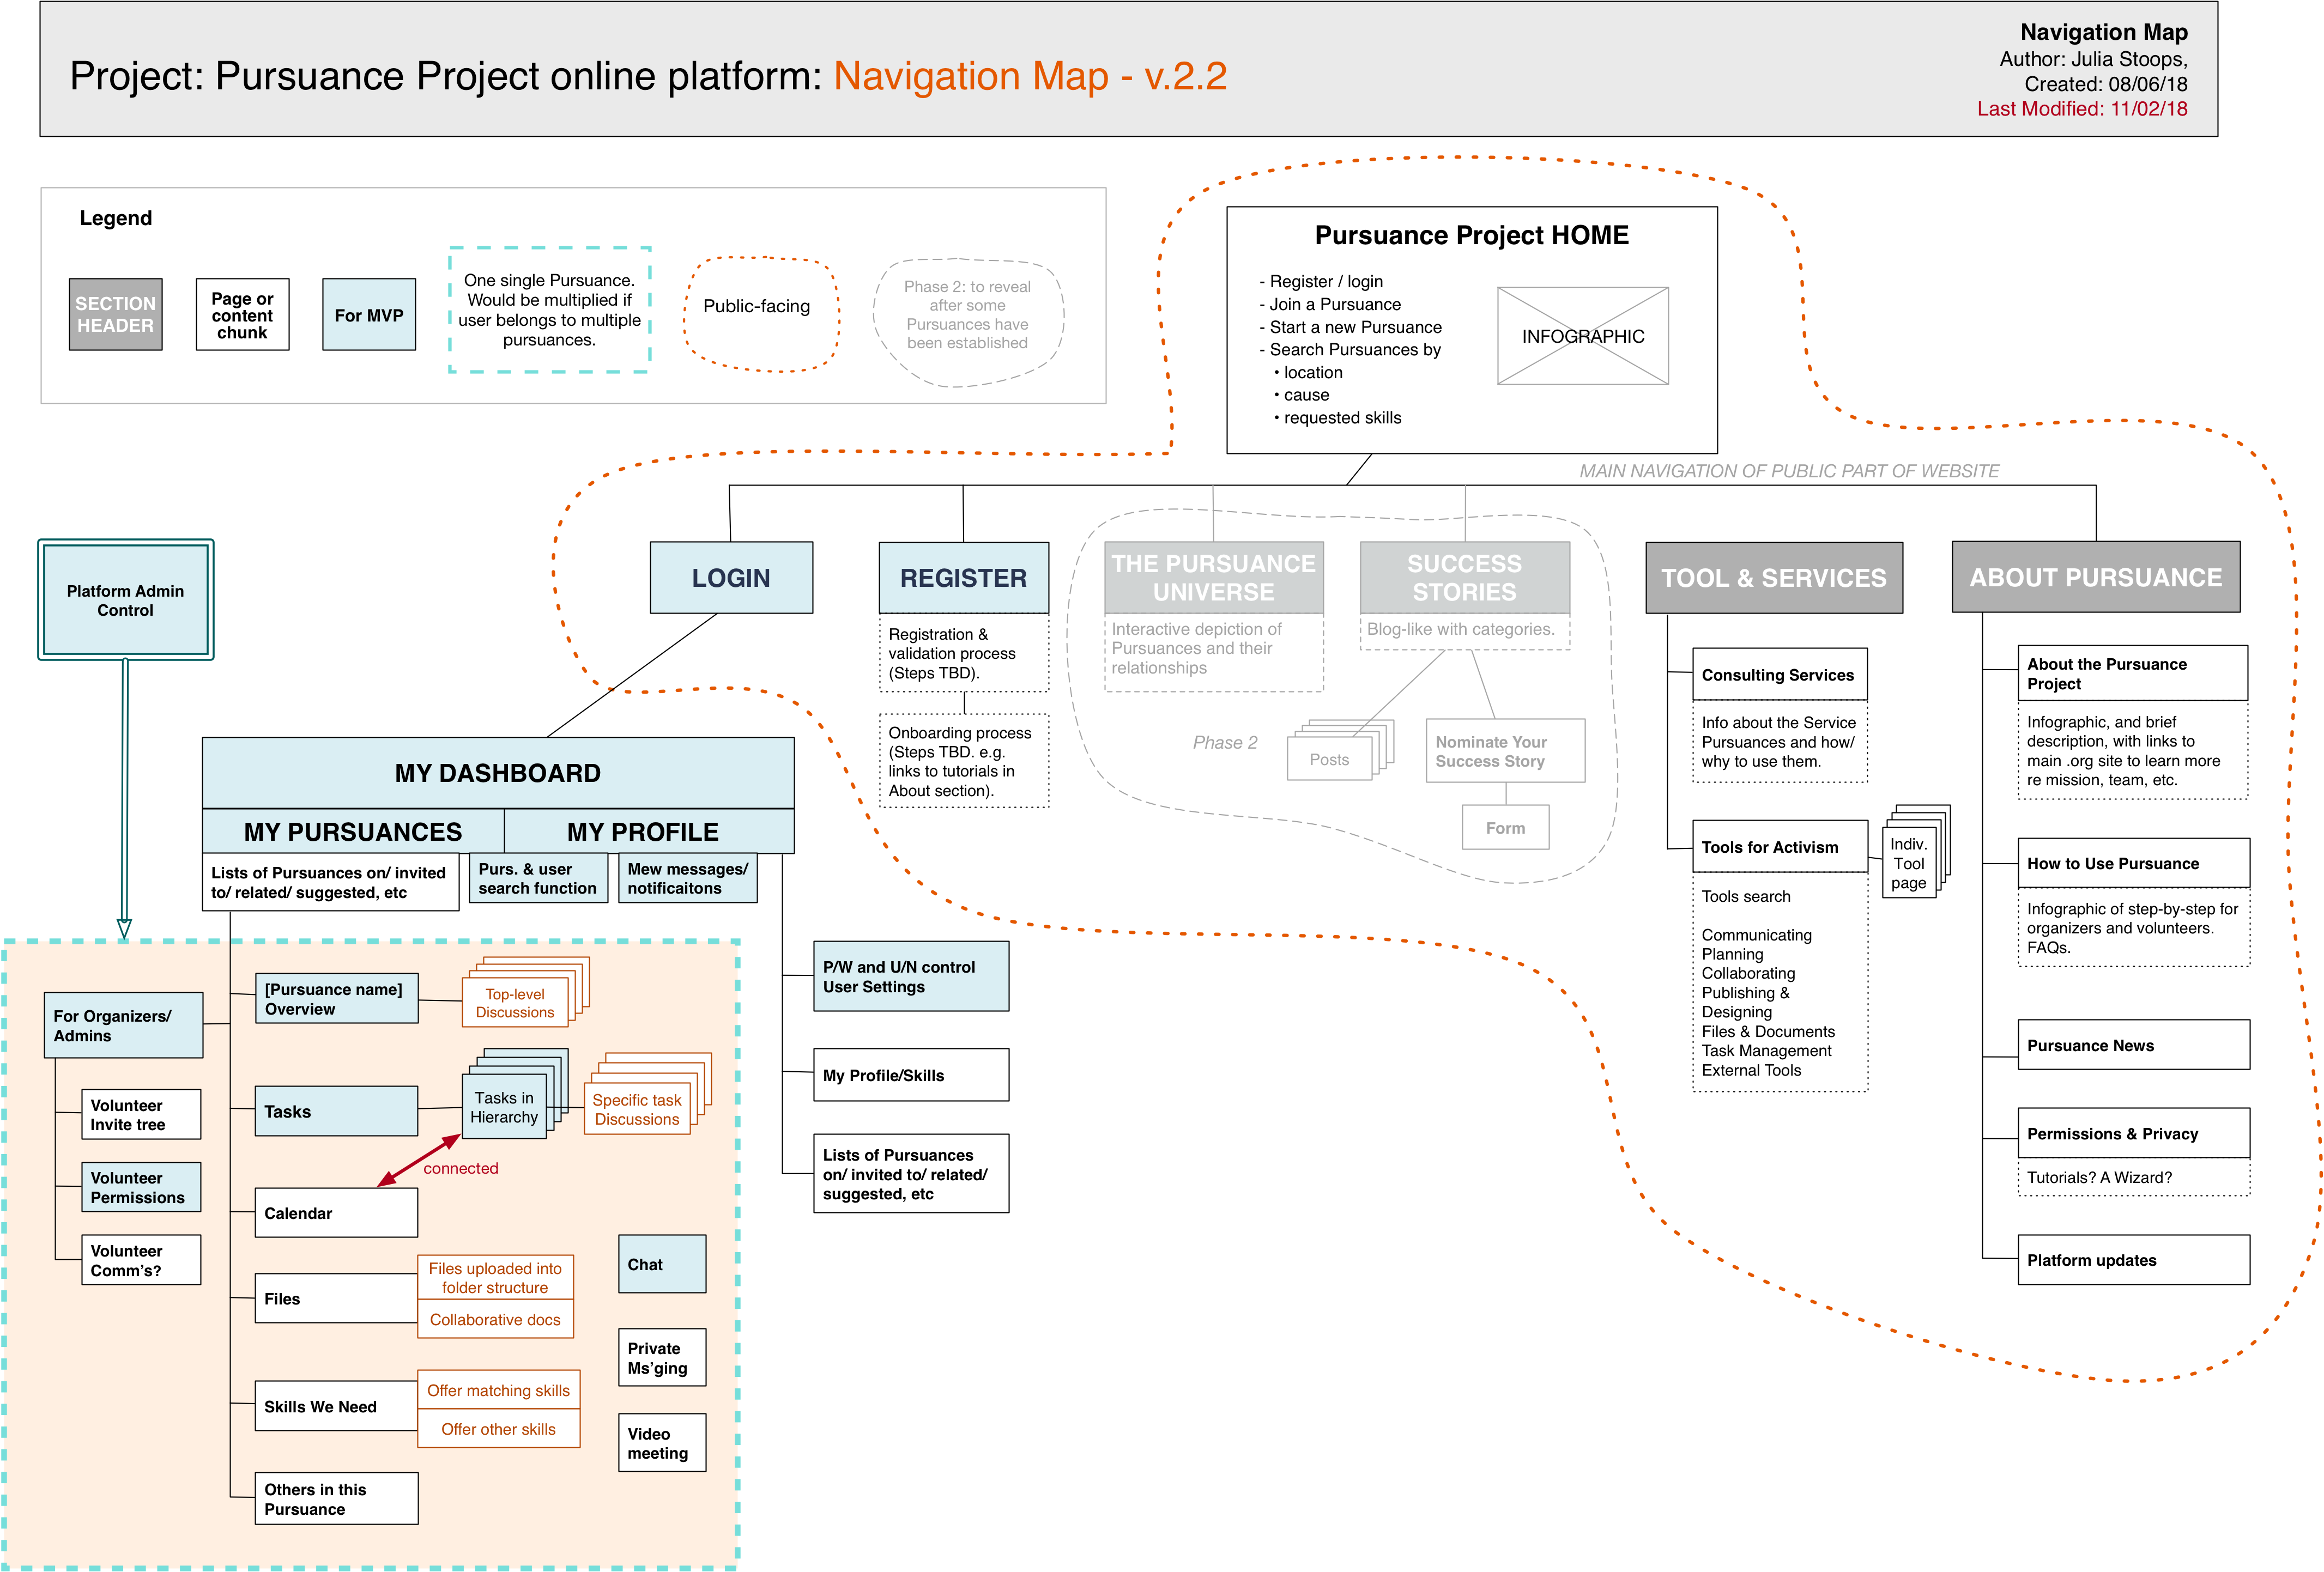 Project: Pursuance Project online platform: Navigation Map - v.2.2
Navigation Map
Author: Julia Stoops,
Created: 08/06/18
Last Modified: 11/02/18
Legend
SECTION
HEADER
Page or
content
chunk
For MVP
One single Pursuance.
Would be multiplied if
user belongs to multiple
pursuances.
Public-facing
Phase 2: to reveal
after some
Pursuances have
been established
Pursuance Project HOME
- Register / login
- Join a Pursuance
- Start a new Pursuance
- Search Pursuances by
• location
• cause
• requested skills
INFOGRAPHIC
MAIN NAVIGATION OF PUBLIC PART OF WEBSITE
Platform Admin
Control
LOGIN
REGISTER
Registration &
validation process
(Steps TBD).
Onboarding process
(Steps TBD. e.g.
links to tutorials in
About section).
THE PURSUANCE
UNIVERSE
Interactive depiction of
Pursuances and their
relationships
SUCCESS
STORIES
Blog-like with categories.
Phase 2
Posts
Nominate Your
Success Story
Form
TOOL & SERVICES
Consulting Services
Info about the Service
Pursuances and how/
why to use them.
Tools for Activism
Indiv.
Tool
page
Tools search
Communicating
Planning
Collaborating
Publishing &
Designing
Files & Documents
Task Management
External Tools
ABOUT PURSUANCE
About the Pursuance
Project
Infographic, and brief
description, with links to
main .org site to learn more
re mission, team, etc.
How to Use Pursuance
Infographic of step-by-step for
organizers and volunteers.
FAQs.
Pursuance News
Permissions & Privacy
Tutorials? A Wizard?
Platform updates
MY DASHBOARD
MY PURSUANCES
MY PROFILE
Lists of Pursuances on/ invited
to/ related/ suggested, etc
Purs. & user
search function
Mew messages/
notificaitons
P/W and U/N control
User Settings
My Profile/Skills
Lists of Pursuances
on/ invited to/ related/
suggested, etc
For Organizers/
Admins
Volunteer
Invite tree
Volunteer
Permissions
Volunteer
Comm's?
[Pursuance name]
Overview
Top-level
Discussions
Tasks
Tasks in
Hierarchy
Specific task
Discussions
connected
Calendar
Files
Files uploaded into
folder structure
Collaborative docs
Skills We Need
Offer matching skills
Offer other skills
Others in this
Pursuance
Chat
Private
Ms'ging
Video
meeting